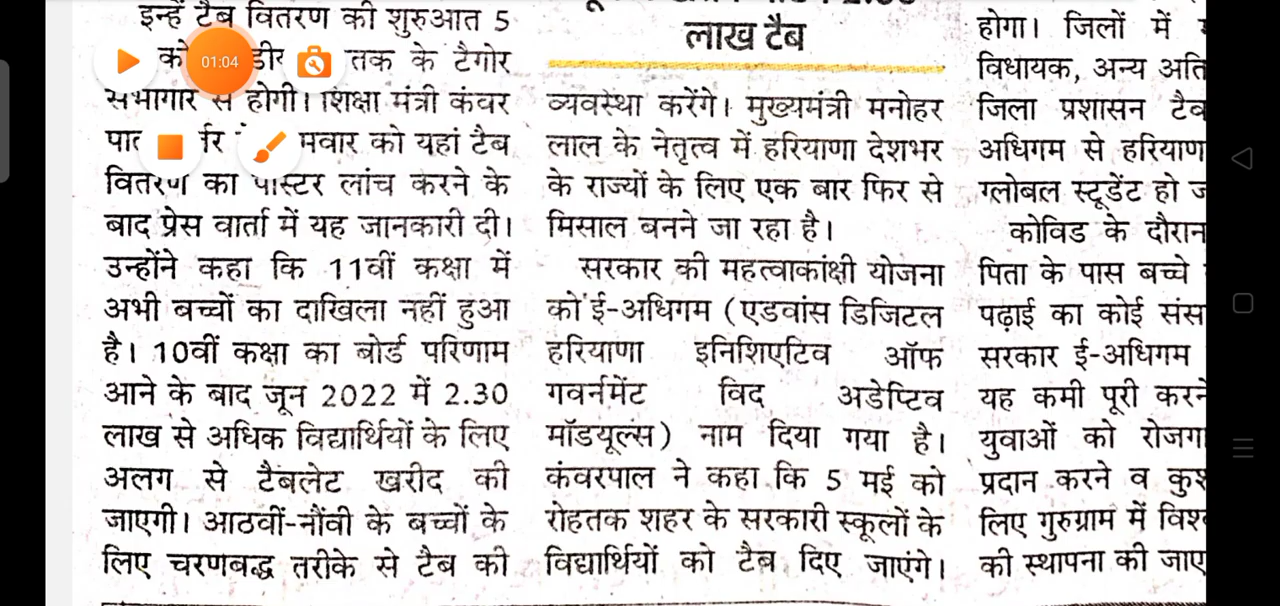 इन्हें टैब वितरण की शुरुआत 5
तक के टैगोर
सभागार से होगी। शिक्षा मंत्री कंवर
को यहां टैब
वितरण का पोस्टर लांच करने के
बाद प्रेस वार्ता में यह जानकारी दी।
उन्होंने कहा कि 11वीं कक्षा में
अभी बच्चों का दाखिला नहीं हुआ
है। 10वीं कक्षा का बोर्ड परिणाम
आने के बाद जून 2022 में 2.30
लाख से अधिक विद्यार्थियों के लिए
अलग से टैबलेट खरीद की
जाएगी। आठवीं-नौंवी के बच्चों के
लिए चरणबद्ध तरीके से टैब की
लाख टैब
व्यवस्था करेंगे। मुख्यमंत्री मनोहर
लाल के नेतृत्व में हरियाणा देशभर
के राज्यों के लिए एक बार फिर से
मिसाल बनने जा रहा है।
सरकार की महत्वाकांक्षी योजना
को ई-अधिगम (एडवांस डिजिटल
हरियाणा इनिशिएटिव ऑफ
गवर्नमेंट विद अडेप्टिव
मॉडयूल्स) नाम दिया गया है।
कंवरपाल ने कहा कि 5 मई को
रोहतक शहर के सरकारी स्कूलों के
विद्यार्थियों को टैब दिए जाएंगे।
होगा। जिलों में
विधायक, अन्य
जिला प्रशासन
अधिगम से
ग्लोबल स्टूडेंट हो
कोविड के दौरान
पिता के पास बच्चे
पढ़ाई का कोई
सरकार ई-अधिगम
यह कमी पूरी करने
युवाओं को
प्रदान करने व
लिए गुरुग्राम में
की स्थापना की
01:04